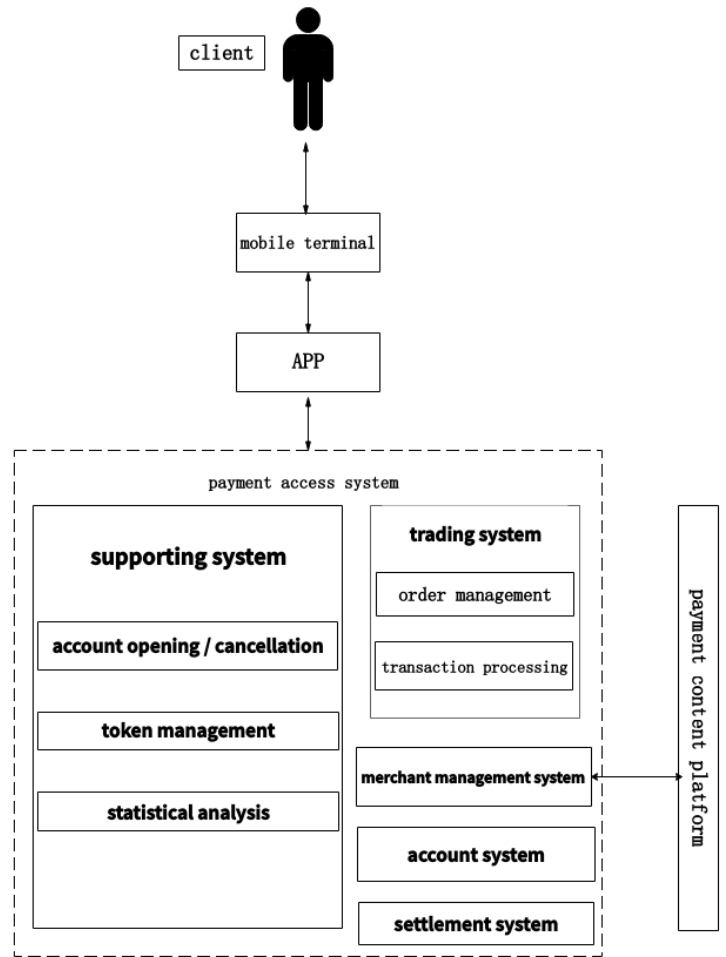 client
mobile terminal
APP
payment access system
supporting system
account opening / cancellation
token management
statistical analysis
trading system
order management
transaction processing
merchant management system
account system
settlement system
payment content platform